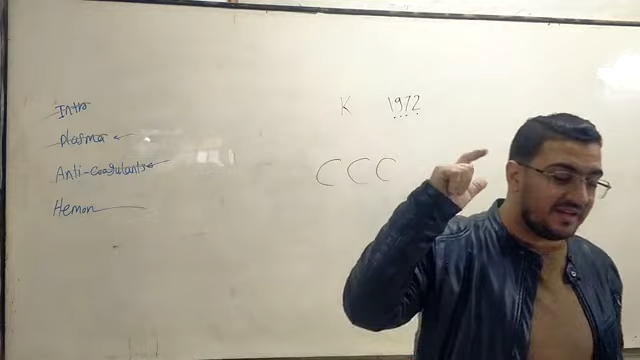 Intro
Plasma
Anti-Coagulants
Hemon
K 1972
CCC